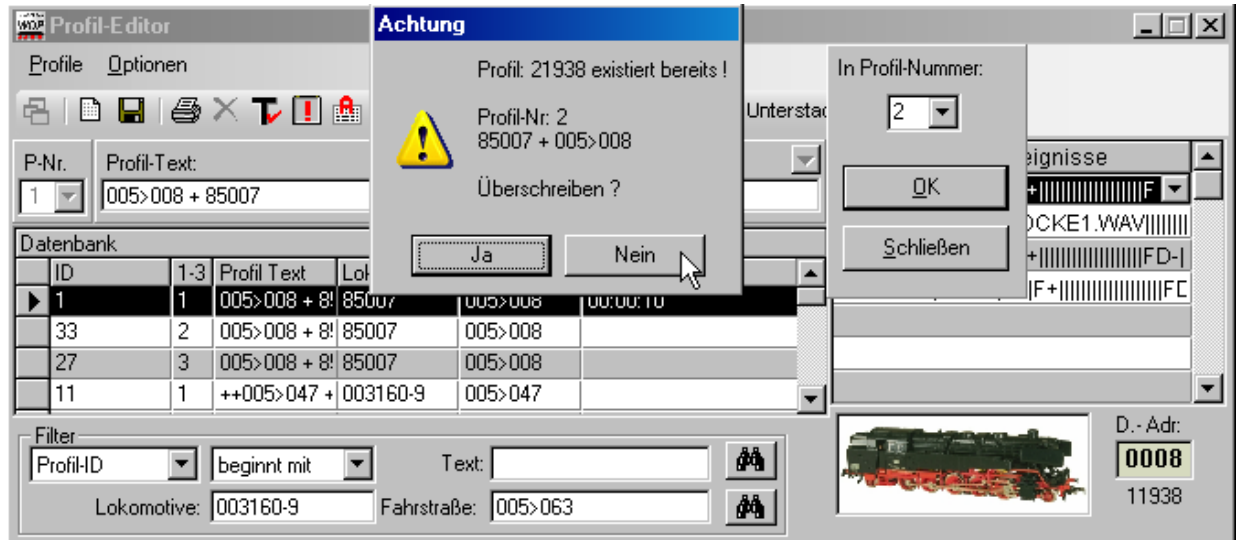 Profil-Editor
Profile Optionen
Achtung
Profil: 21938 existiert bereits !
Profil-Nr: 2
85007 + 005>008
Überschreiben ?
Ja Nein
In Profil-Nummer:
2
OK
Schließen
P-Nr. Profil-Text:
1 005>008 + 85007
Datenbank
ID 1-3 Profil Text
1 1 005>008 + 8 85007 005>008 00:00:10
33 2 005>008 + 8 85007 005>008
27 3 005>008 + 8 85007 005>008
11 1 ++005>047 + 003160-9 005>047
+||||||||||||||||||F
OCKE1.WAV||||||||
+||||||||||||||||||FD-|
|F+||||||||||||||||||FD
Filter
Profil-ID beginnt mit Text:
Lokomotive: 003160-9 Fahrstraße: 005>063
D.- Adr:
0008
11938